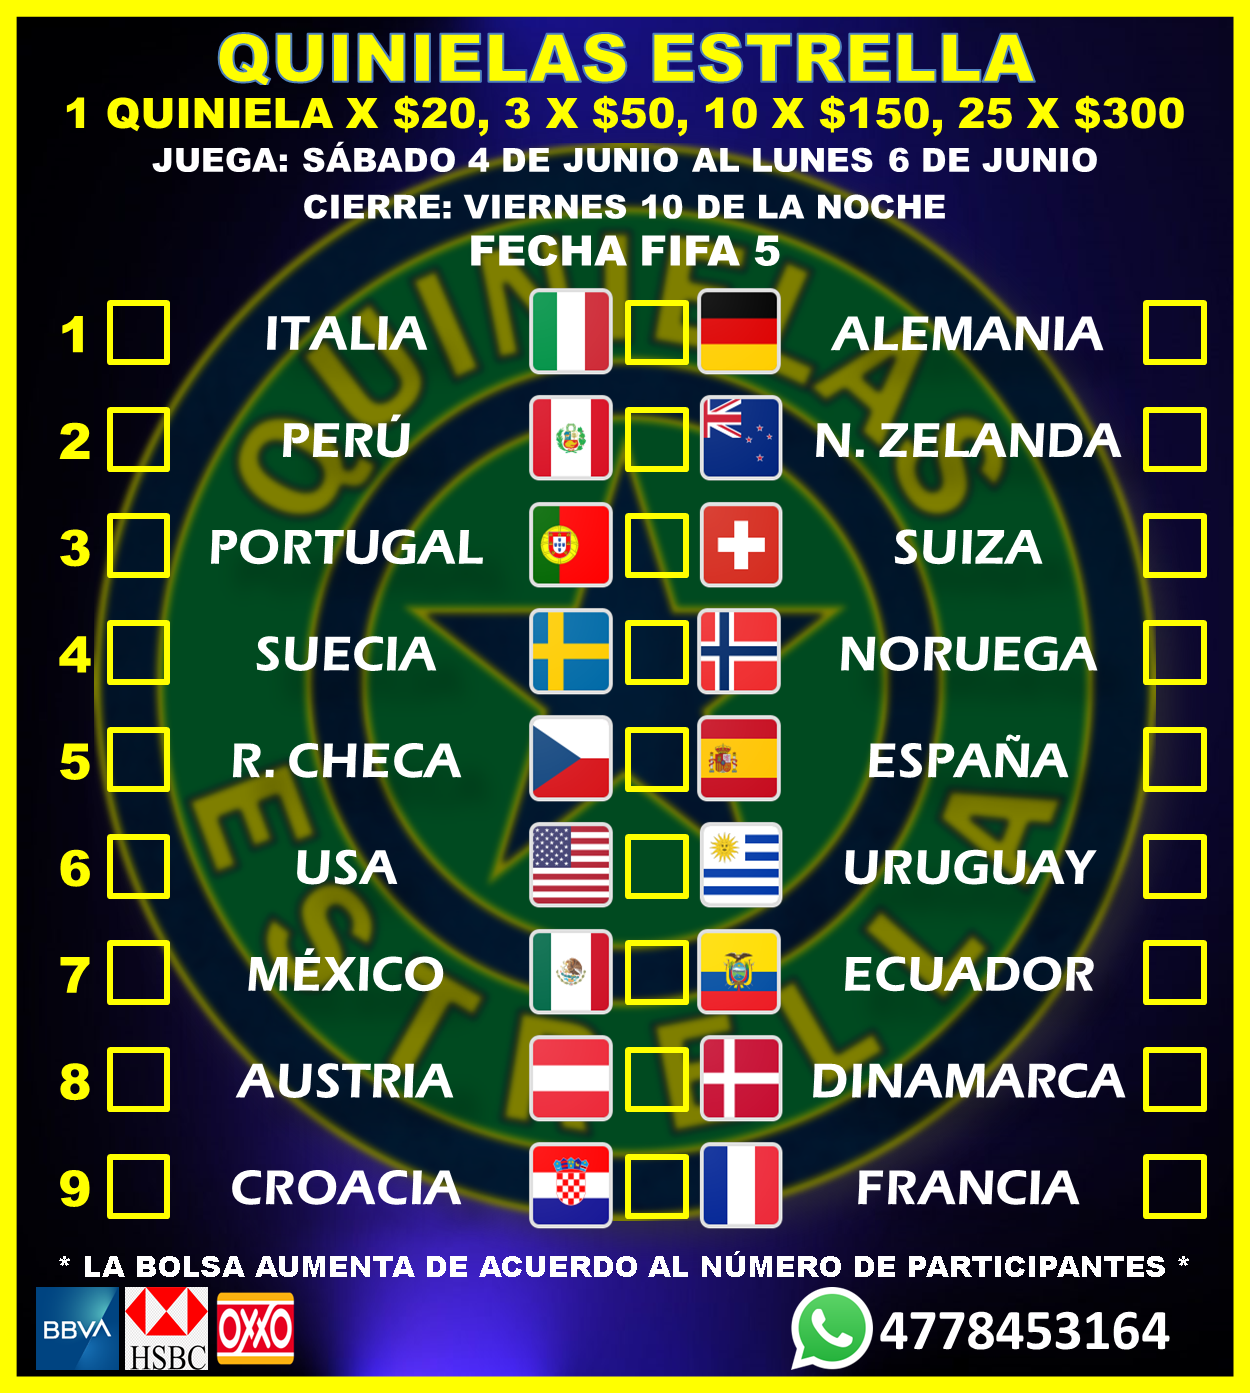 QUINIELAS ESTRELLA
1 QUINIELA X $20, 3 X $50, 10 X $150, 25 X $300
JUEGA: SÁBADO 4 DE JUNIO AL LUNES 6 DE JUNIO
CIERRE: VIERNES 10 DE LA NOCHE
FECHA FIFA 5
QUINIELAS
ESTRELLA
1 ITALIA ALEMANIA
2 PERÚ N. ZELANDA
3 PORTUGAL SUIZA
4 SUECIA NORUEGA
5 R. CHECA ESPAÑA
6 USA URUGUAY
7 MÉXICO ECUADOR
8 AUSTRIA DINAMARCA
9 CROACIA FRANCIA
* LA BOLSA AUMENTA DE ACUERDO AL NÚMERO DE PARTICIPANTES *
BBVA HSBC OXXO 4778453164